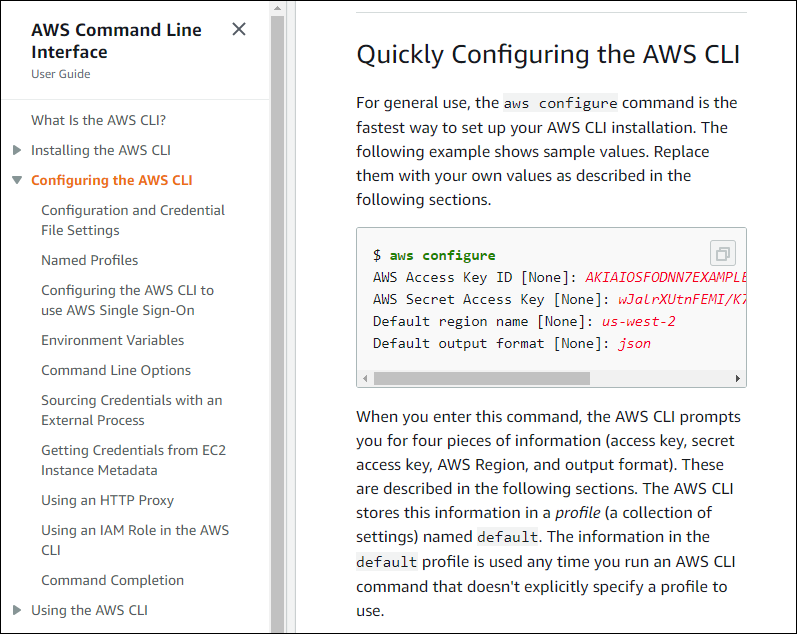 AWS Command Line
Interface
User Guide
What Is the AWS CLI?
Installing the AWS CLI
Configuring the AWS CLI
Configuration and Credential
File Settings
Named Profiles
Configuring the AWS CLI to
use AWS Single Sign-On
Environment Variables
Command Line Options
Sourcing Credentials with an
External Process
Getting Credentials from EC2
Instance Metadata
Using an HTTP Proxy
Using an IAM Role in the AWS
CLI
Command Completion
Using the AWS CLI
Quickly Configuring the AWS CLI
For general use, the aws configure command is the
fastest way to set up your AWS CLI installation. The
following example shows sample values. Replace
them with your own values as described in the
following sections.
$ aws configure
AWS Access Key ID [None]: AKIAIOSFODNN7EXAMPLE
AWS Secret Access Key [None]: wJalrXUtnFEMI/K7
Default region name [None]: us-west-2
Default output format [None]: json
When you enter this command, the AWS CLI prompts
you for four pieces of information (access key, secret
access key, AWS Region, and output format). These
are described in the following sections. The AWS CLI
stores this information in a profile (a collection of
settings) named default. The information in the
default profile is used any time you run an AWS CLI
command that doesn't explicitly specify a profile to
use.